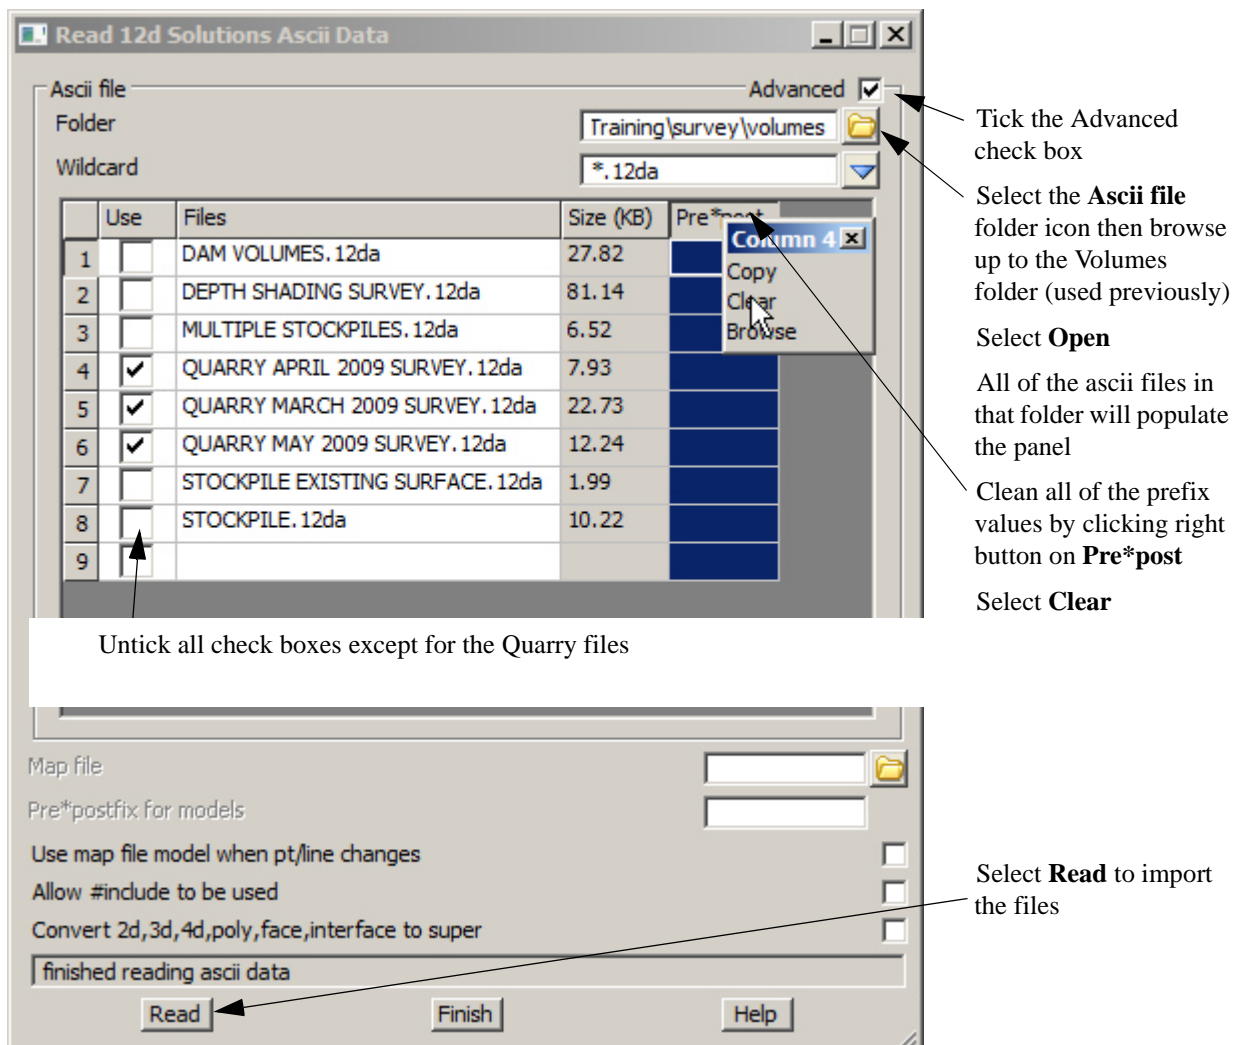 Read 12d Solutions Ascii Data
Ascii file
Advanced
Folder
Training\survey\volumes
Wildcard
*.12da
Use Files Size (KB) Pre*post
1 DAM VOLUMES.12da 27.82
2 DEPTH SHADING SURVEY.12da 81.14
3 MULTIPLE STOCKPILES.12da 6.52
4 QUARRY APRIL 2009 SURVEY.12da 7.93
5 QUARRY MARCH 2009 SURVEY.12da 22.73
6 QUARRY MAY 2009 SURVEY.12da 12.24
7 STOCKPILE EXISTING SURFACE.12da 1.99
8 STOCKPILE.12da 10.22
9
Column 4
Copy
Clear
Browse
Tick the Advanced
check box
Select the Ascii file
folder icon then browse
up to the Volumes
folder (used previously)
Select Open
All of the ascii files in
that folder will populate
the panel
Clean all of the prefix
values by clicking right
button on Pre*post
Select Clear
Untick all check boxes except for the Quarry files
Map file
Pre*postfix for models
Use map file model when pt/line changes
Allow #include to be used
Convert 2d,3d,4d,poly,face,interface to super
finished reading ascii data
Read Finish Help
Select Read to import
the files